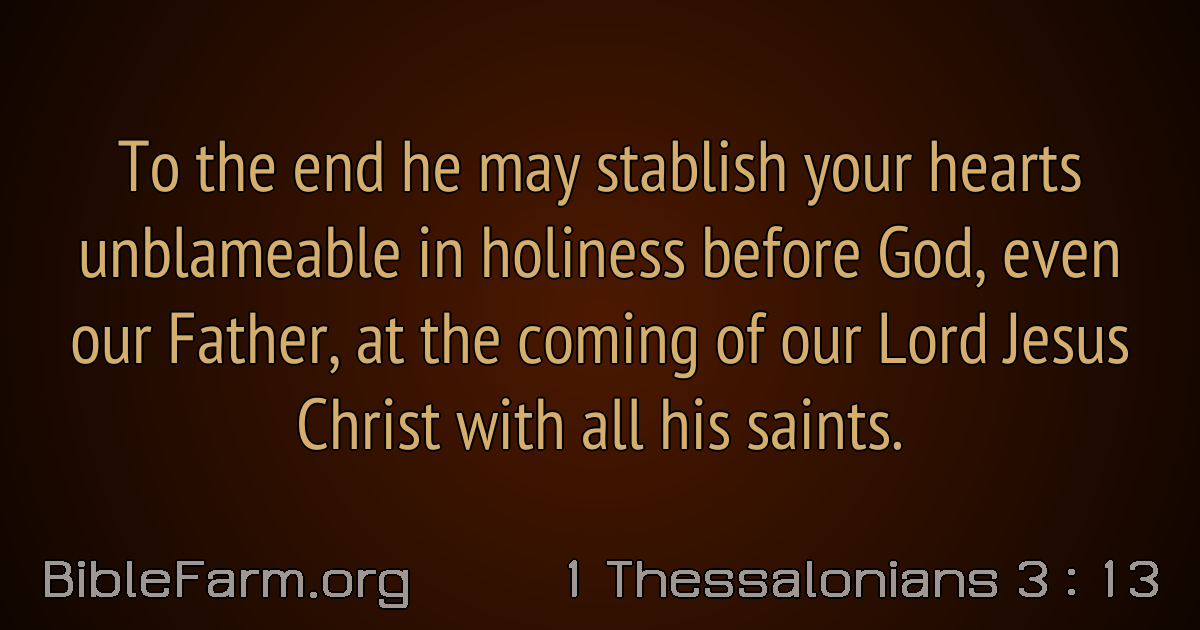 To the end he may stablish your hearts
unblameable in holiness before God, even
our Father, at the coming of our Lord Jesus
Christ with all his saints.
BibleFarm.org
1 Thessalonians 3 : 13